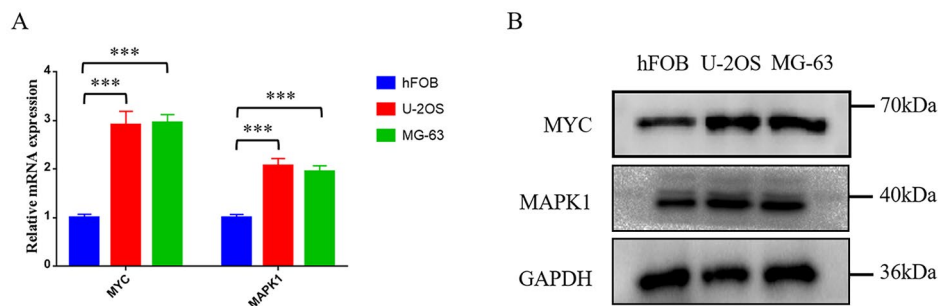 A
Relative mRNA expression
4
3
2
1
0
***
***
***
***
MYC
MAPK1
hFOB
U-2OS
MG-63
B
hFOB U-2OS MG-63
MYC
70kDa
MAPK1
40kDa
GAPDH
36kDa